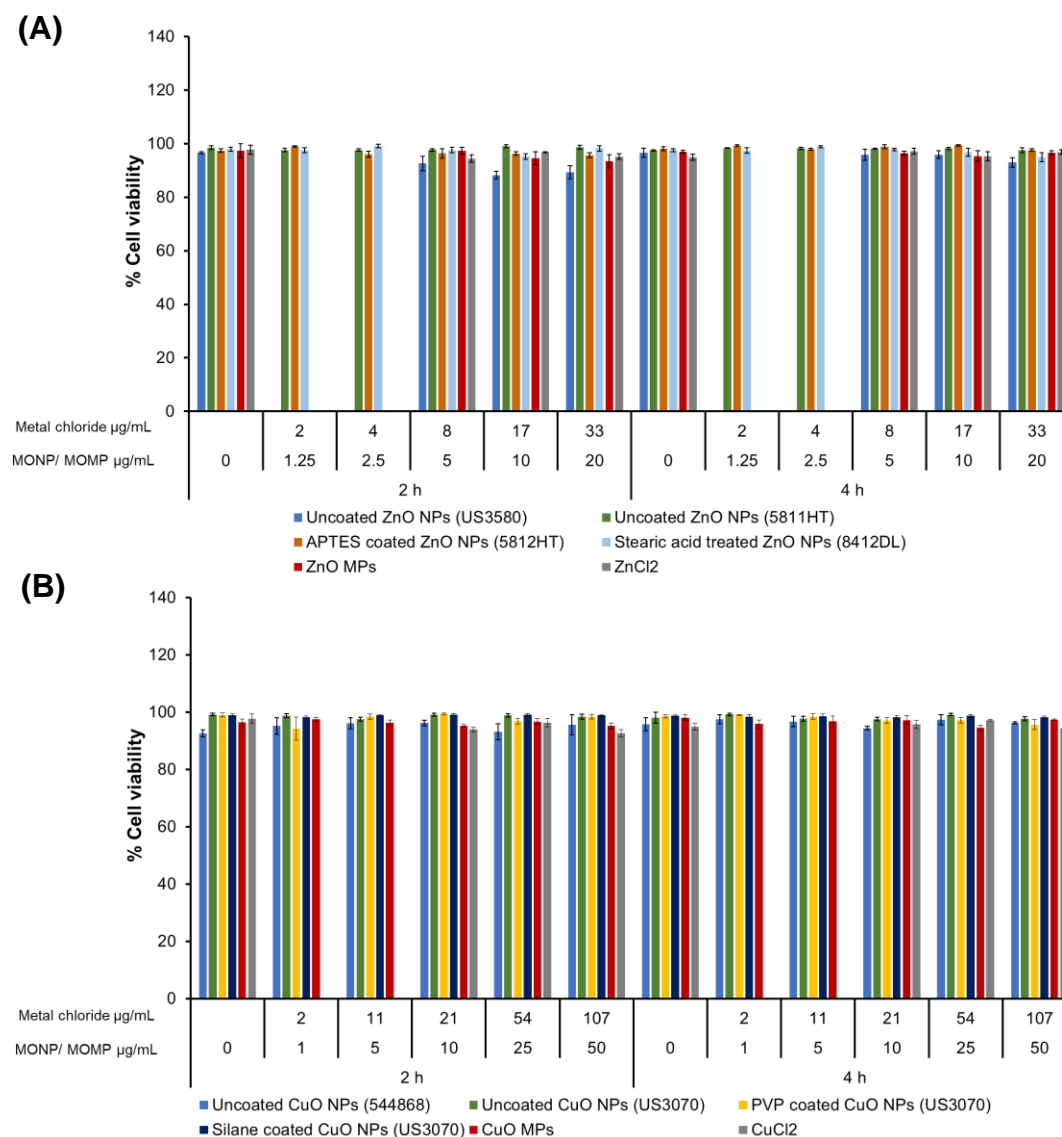 (A)
140
120
100
80
60
40
20
0
% Cell viability
Metal chloride µg/mL 2 4 8 17 33 2 4 8 17 33
MONP/ MOMP µg/mL 0 1.25 2.5 5 10 20 0 1.25 2.5 5 10 20
2 h 4 h
Uncoated ZnO NPs (US3580) Uncoated ZnO NPs (5811HT)
APTES coated ZnO NPs (5812HT) Stearic acid treated ZnO NPs (8412DL)
ZnO MPs ZnCl2
(B)
140
120
100
80
60
40
20
0
% Cell viability
Metal chloride µg/mL 2 11 21 54 107 2 11 21 54 107
MONP/ MOMP µg/mL 0 1 5 10 25 50 0 1 5 10 25 50
2 h 4 h
Uncoated CuO NPs (544868) Uncoated CuO NPs (US3070) PVP coated CuO NPs (US3070)
Silane coated CuO NPs (US3070) CuO MPs CuCl2